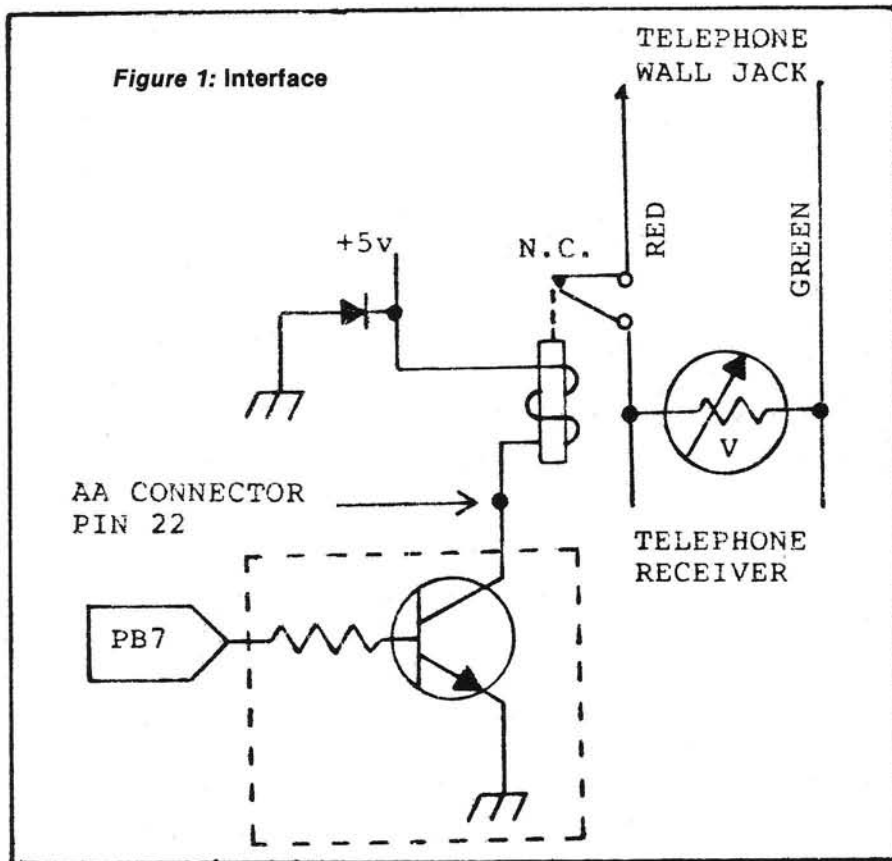 TELEPHONE
WALL JACK
Figure 1: Interface
RED
GREEN
+5v
N.C.
V
AA CONNECTOR
PIN 22
TELEPHONE
RECEIVER
PB7